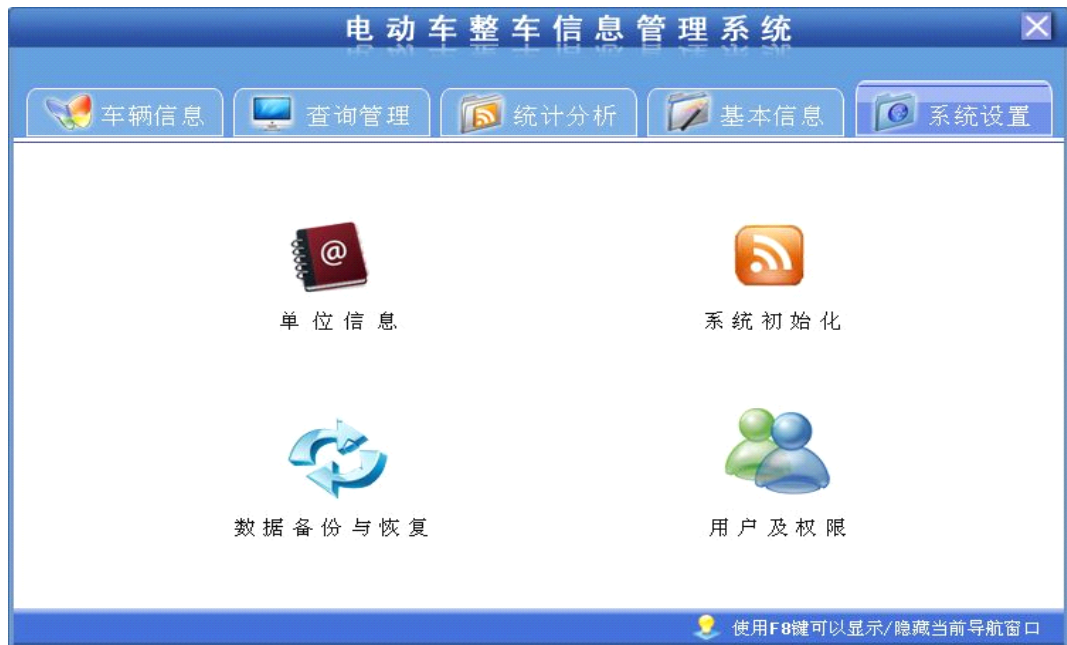 电动车整车信息管理系统
车辆信息 查询管理 统计分析 基本信息 系统设置
@
单位信息 系统初始化
数据备份与恢复 用户及权限
使用F8键可以显示/隐藏当前导航窗口